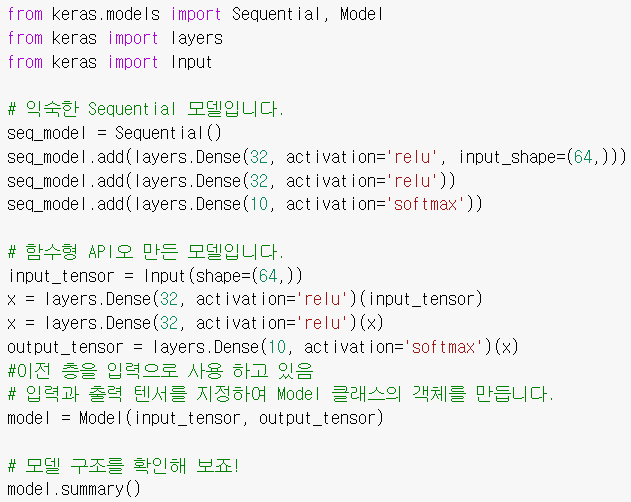 from keras.models import Sequential, Model
from keras import layers
from keras import Input
# 익숙한 Sequential 모델입니다.
seq_model = Sequential()
seq_model.add(layers.Dense(32, activation='relu', input_shape=(64,)))
seq_model.add(layers.Dense(32, activation='relu'))
seq_model.add(layers.Dense(10, activation='softmax'))
# 함수형 API오 만든 모델입니다.
input_tensor = Input(shape=(64,))
x = layers.Dense(32, activation='relu')(input_tensor)
x = layers.Dense(32, activation='relu')(x)
output_tensor = layers.Dense(10, activation='softmax')(x)
#이전 층을 입력으로 사용 하고 있음
# 입력과 출력 텐서를 지정하여 Model 클래스의 객체를 만듭니다.
model = Model(input_tensor, output_tensor)
# 모델 구조를 확인해 보죠!
model.summary()